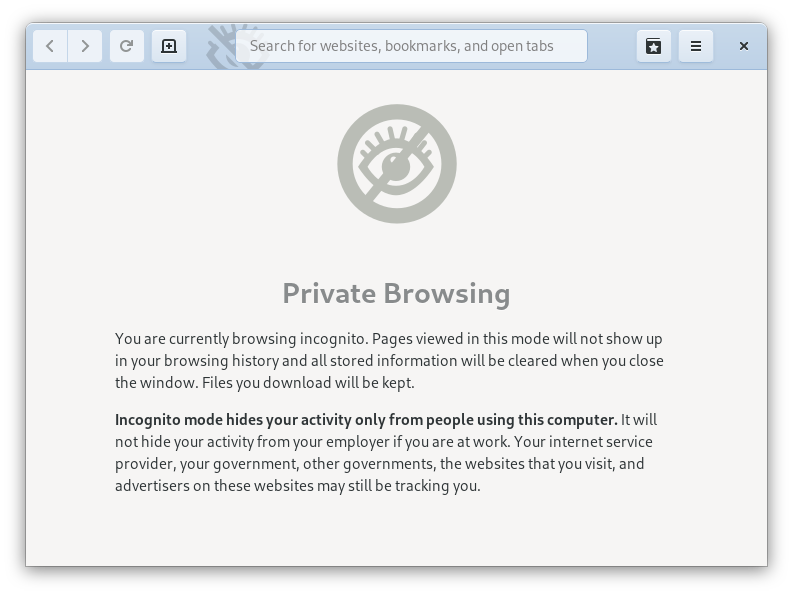 Search for websites, bookmarks, and open tabs
Private Browsing
You are currently browsing incognito. Pages viewed in this mode will not show up
in your browsing history and all stored information will be cleared when you close
the window. Files you download will be kept.
Incognito mode hides your activity only from people using this computer. It will
not hide your activity from your employer if you are at work. Your internet service
provider, your government, other governments, the websites that you visit, and
advertisers on these websites may still be tracking you.